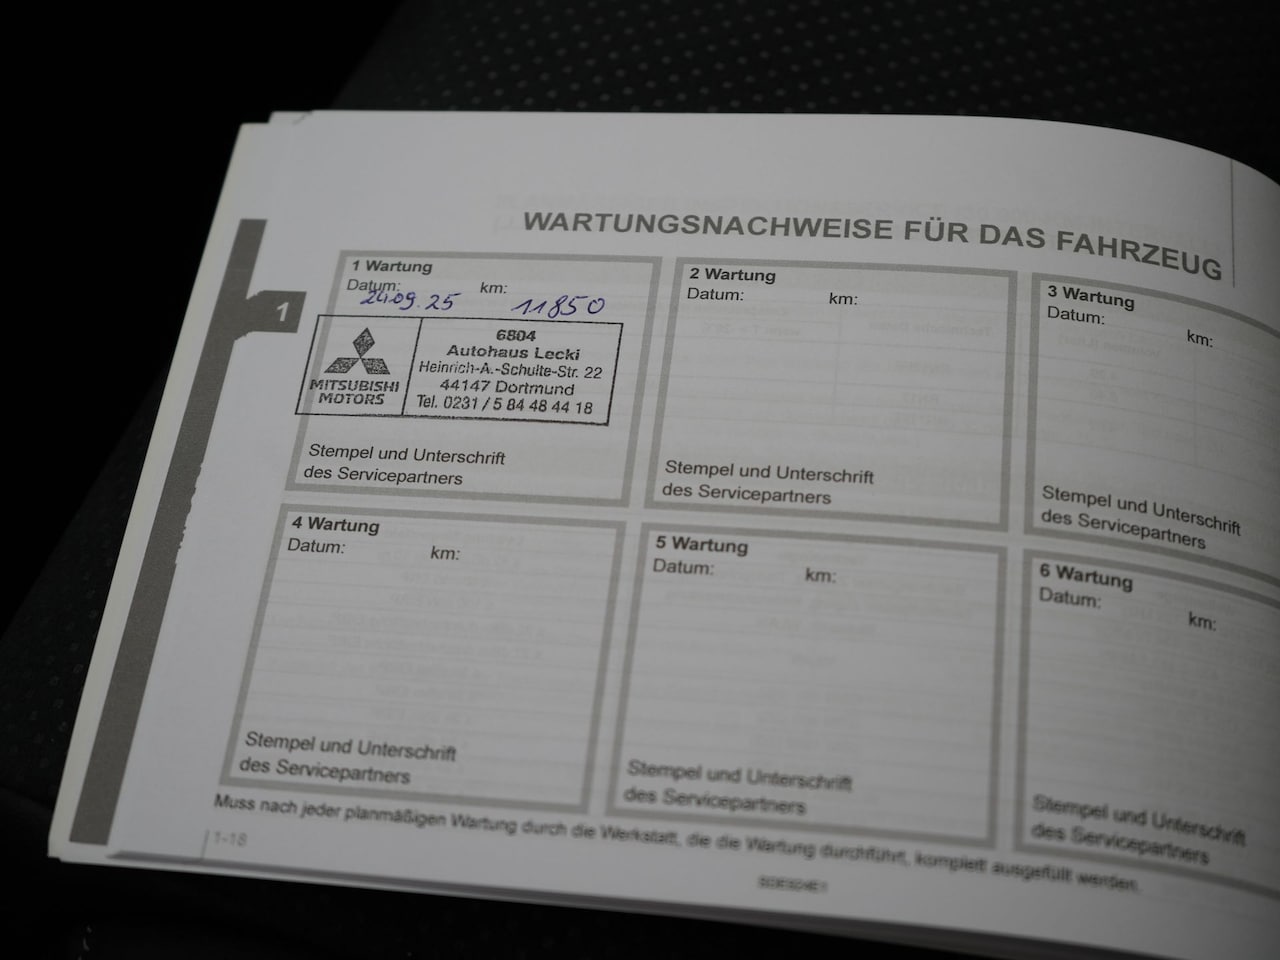 WARTUNGSNACHWEISE FÜR DAS FAHRZEUG
1
1 Wartung
Datum: km:
24.09.25 11850
MITSUBISHI
MOTORS
6804
Autohaus Lecki
Heinrich-A.-Schulte-Str. 22
44147 Dortmund
Tel. 0231 / 5 84 48 44 18
Stempel und Unterschrift
des Servicepartners
2 Wartung
Datum: km:
Stempel und Unterschrift
des Servicepartners
3 Wartung
Datum: km:
Stempel und Unterschrift
des Servicepartners
4 Wartung
Datum: km:
Stempel und Unterschrift
des Servicepartners
5 Wartung
Datum: km:
Stempel und Unterschrift
des Servicepartners
6 Wartung
Datum: km:
Stempel und Unterschrift
des Servicepartners
Muss nach jeder planmäßigen Wartung durch die Werkstatt, die die Wartung durchführt, komplett ausgefüllt werden.
1-18